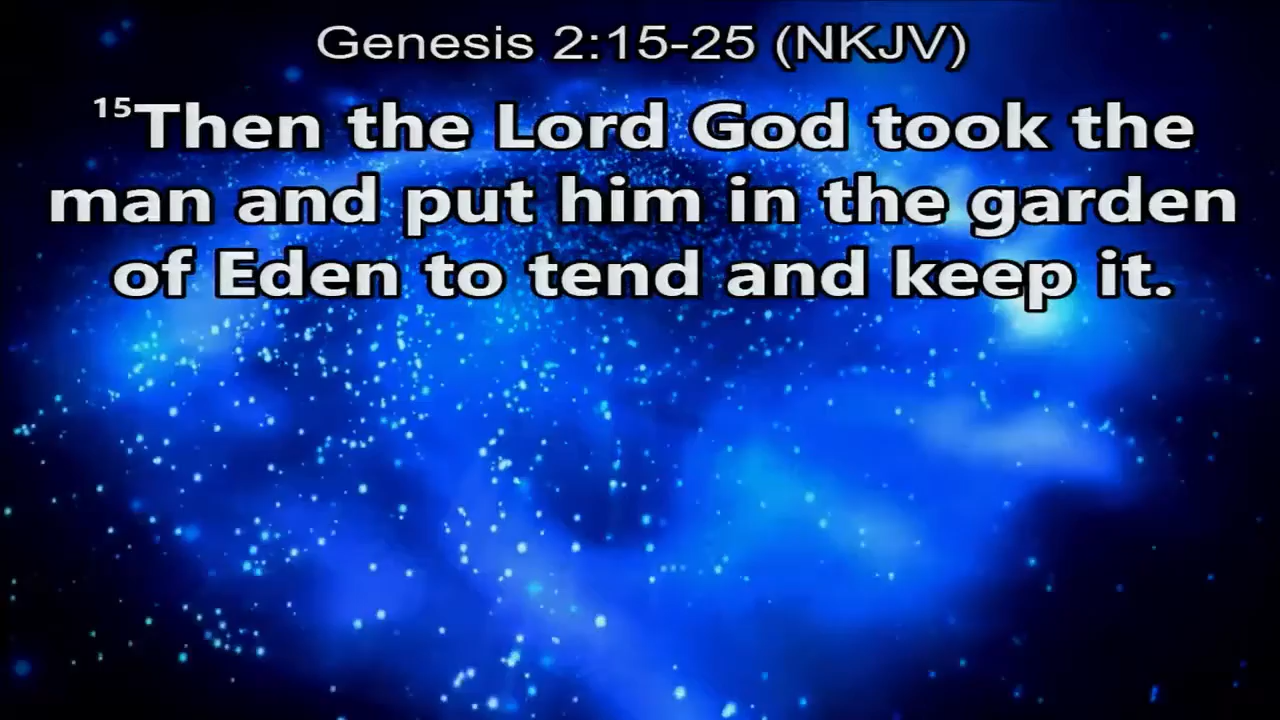 Genesis 2:15-25 (NKJV)
¹⁵Then the Lord God took the
man and put him in the garden
of Eden to tend and keep it.